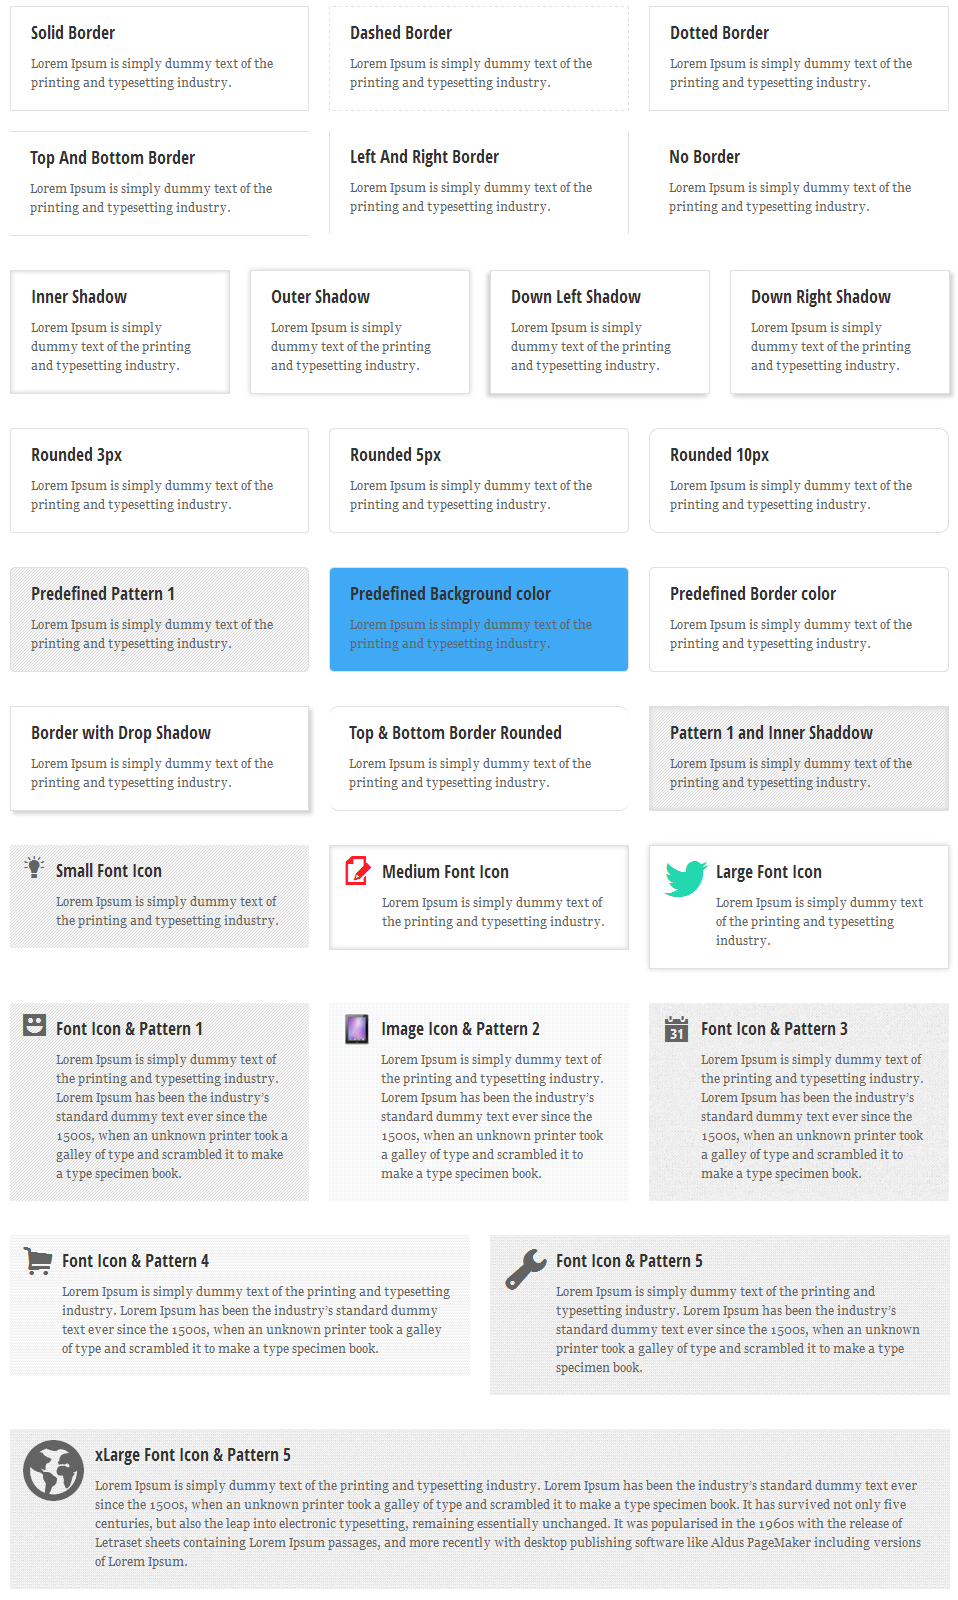 Solid Border
Lorem Ipsum is simply dummy text of the
printing and typesetting industry.
Dashed Border
Lorem Ipsum is simply dummy text of the
printing and typesetting industry.
Dotted Border
Lorem Ipsum is simply dummy text of the
printing and typesetting industry.
Top And Bottom Border
Lorem Ipsum is simply dummy text of the
printing and typesetting industry.
Left And Right Border
Lorem Ipsum is simply dummy text of the
printing and typesetting industry.
No Border
Lorem Ipsum is simply dummy text of the
printing and typesetting industry.
Inner Shadow
Lorem Ipsum is simply
dummy text of the printing
and typesetting industry.
Outer Shadow
Lorem Ipsum is simply
dummy text of the printing
and typesetting industry.
Down Left Shadow
Lorem Ipsum is simply
dummy text of the printing
and typesetting industry.
Down Right Shadow
Lorem Ipsum is simply
dummy text of the printing
and typesetting industry.
Rounded 3px
Lorem Ipsum is simply dummy text of the
printing and typesetting industry.
Rounded 5px
Lorem Ipsum is simply dummy text of the
printing and typesetting industry.
Rounded 10px
Lorem Ipsum is simply dummy text of the
printing and typesetting industry.
Predefined Pattern 1
Lorem Ipsum is simply dummy text of the
printing and typesetting industry.
Predefined Background color
Lorem Ipsum is simply dummy text of the
printing and typesetting industry.
Predefined Border color
Lorem Ipsum is simply dummy text of the
printing and typesetting industry.
Border with Drop Shadow
Lorem Ipsum is simply dummy text of the
printing and typesetting industry.
Top & Bottom Border Rounded
Lorem Ipsum is simply dummy text of the
printing and typesetting industry.
Pattern 1 and Inner Shaddow
Lorem Ipsum is simply dummy text of the
printing and typesetting industry.
Small Font Icon
Lorem Ipsum is simply dummy text of
the printing and typesetting industry.
Medium Font Icon
Lorem Ipsum is simply dummy text of
the printing and typesetting industry.
Large Font Icon
Lorem Ipsum is simply dummy text
of the printing and typesetting
industry.
Font Icon & Pattern 1
Lorem Ipsum is simply dummy text of
the printing and typesetting industry.
Lorem Ipsum has been the industry's
standard dummy text ever since the
1500s, when an unknown printer took a
galley of type and scrambled it to make
a type specimen book.
Image Icon & Pattern 2
Lorem Ipsum is simply dummy text of
the printing and typesetting industry.
Lorem Ipsum has been the industry's
standard dummy text ever since the
1500s, when an unknown printer took
a galley of type and scrambled it to
make a type specimen book.
31
Font Icon & Pattern 3
Lorem Ipsum is simply dummy text of
the printing and typesetting industry.
Lorem Ipsum has been the industry's
standard dummy text ever since the
1500s, when an unknown printer took
a galley of type and scrambled it to
make a type specimen book.
Font Icon & Pattern 4
Lorem Ipsum is simply dummy text of the printing and typesetting
industry. Lorem Ipsum has been the industry's standard dummy
text ever since the 1500s, when an unknown printer took a galley
of type and scrambled it to make a type specimen book.
Font Icon & Pattern 5
Lorem Ipsum is simply dummy text of the printing and
typesetting industry. Lorem Ipsum has been the industry's
standard dummy text ever since the 1500s, when an unknown
printer took a galley of type and scrambled it to make a type
specimen book.
xLarge Font Icon & Pattern 5
Lorem Ipsum is simply dummy text of the printing and typesetting industry. Lorem Ipsum has been the industry's standard dummy text ever
since the 1500s, when an unknown printer took a galley of type and scrambled it to make a type specimen book. It has survived not only five
centuries, but also the leap into electronic typesetting, remaining essentially unchanged. It was popularised in the 1960s with the release of
Letraset sheets containing Lorem Ipsum passages, and more recently with desktop publishing software like Aldus PageMaker including versions
of Lorem Ipsum.